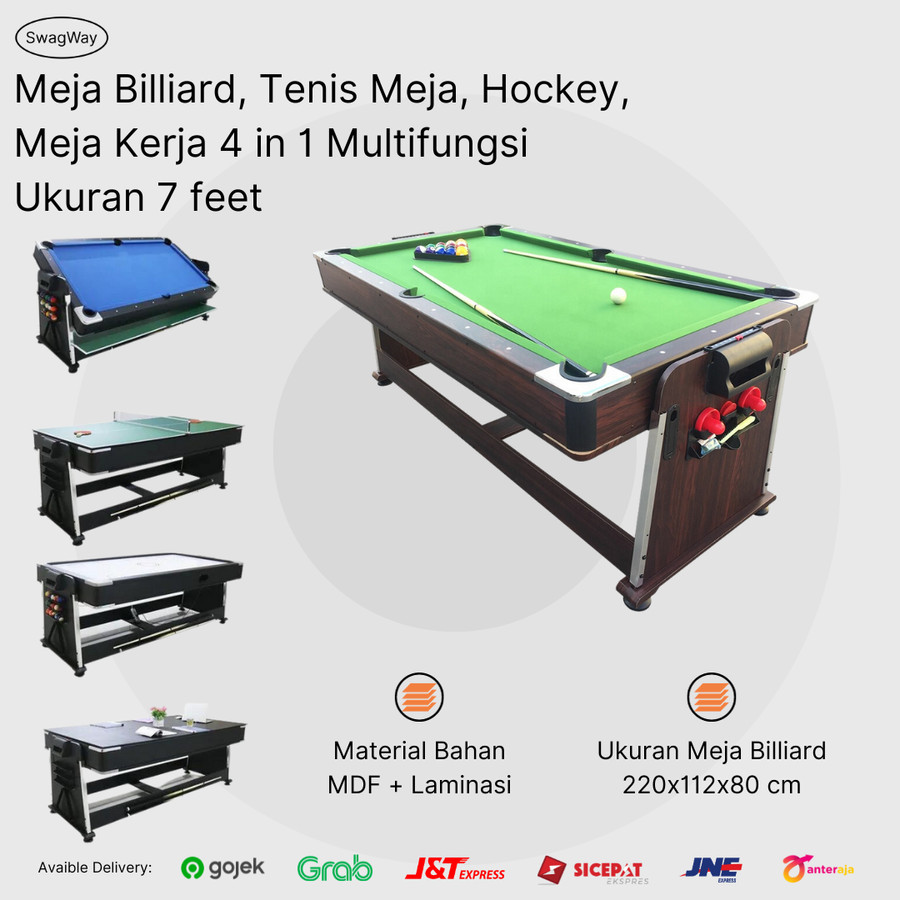 SwagWay
Meja Billiard, Tenis Meja, Hockey,
Meja Kerja 4 in 1 Multifungsi
Ukuran 7 feet
Material Bahan
MDF + Laminasi
Ukuran Meja Billiard
220x112x80 cm
Avaible Delivery:
gojek
Grab
J&T EXPRESS
SICEPAT
EKSPRES
JNE
EXPRESS
anteraja